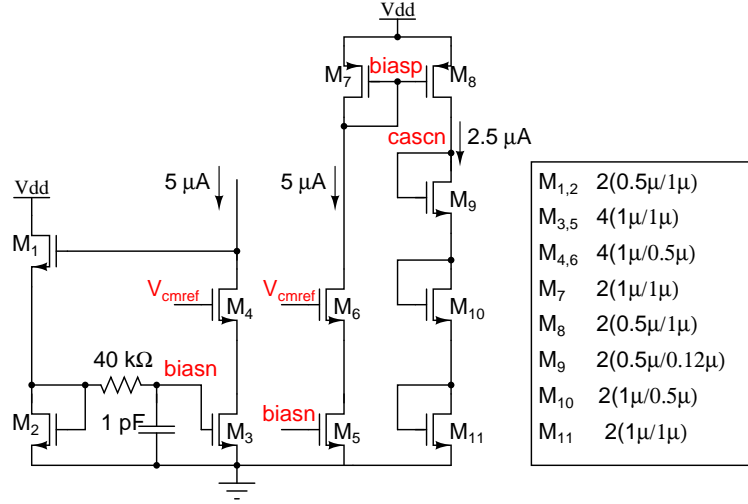 Vdd
M7
biasp
M8
cascn
2.5 µA
5 µA
5 µA
Vdd
M9
M1
Vcmref
M4
Vcmref
M6
M10
40 kΩ
biasn
M2
1 pF
M3
biasn
M5
M11
M1,2 2(0.5µ/1µ)
M3,5 4(1µ/1µ)
M4,6 4(1µ/0.5µ)
M7 2(1µ/1µ)
M8 2(0.5µ/1µ)
M9 2(0.5µ/0.12µ)
M10 2(1µ/0.5µ)
M11 2(1µ/1µ)